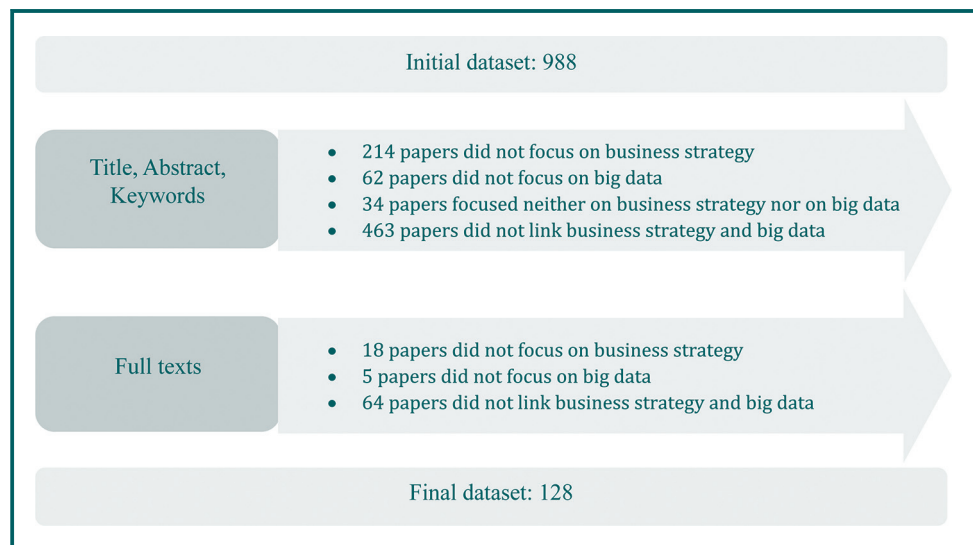 Initial dataset: 988
Title, Abstract,
Keywords
• 214 papers did not focus on business strategy
• 62 papers did not focus on big data
• 34 papers focused neither on business strategy nor on big data
• 463 papers did not link business strategy and big data
Full texts
• 18 papers did not focus on business strategy
• 5 papers did not focus on big data
• 64 papers did not link business strategy and big data
Final dataset: 128